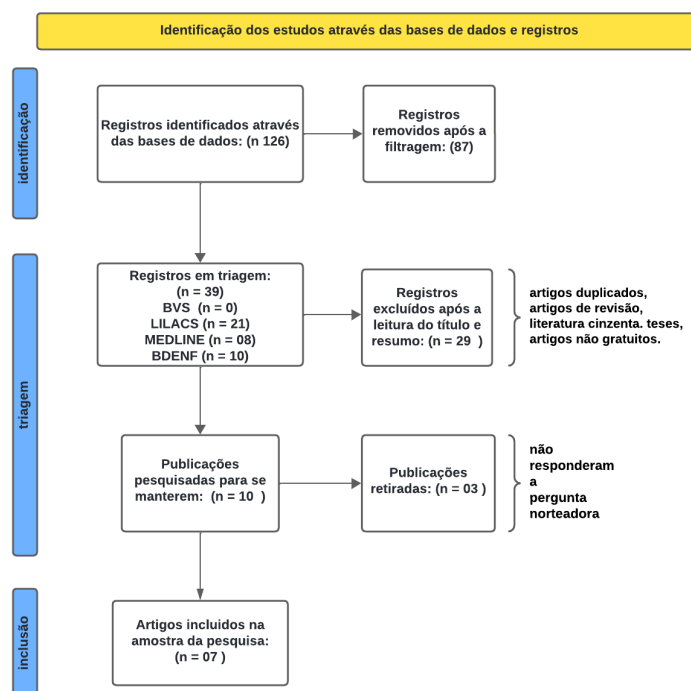 Identificação dos estudos através das bases de dados e registros
identificação
Registros identificados através
das bases de dados: (n 126)
Registros
removidos após a
filtragem: (87)
triagem
Registros em triagem:
(n = 39)
BVS (n = 0)
LILACS (n = 21)
MEDLINE (n = 08)
BDENF (n = 10)
Registros
excluídos após a
leitura do título e
resumo: (n = 29 )
artigos duplicados,
artigos de revisão,
literatura cinzenta. teses,
artigos não gratuitos.
Publicações
pesquisadas para se
manterem: (n = 10 )
Publicações
retiradas: (n = 03 )
não
responderam
a
pergunta
norteadora
inclusão
Artigos incluidos na
amostra da pesquisa:
(n = 07 )